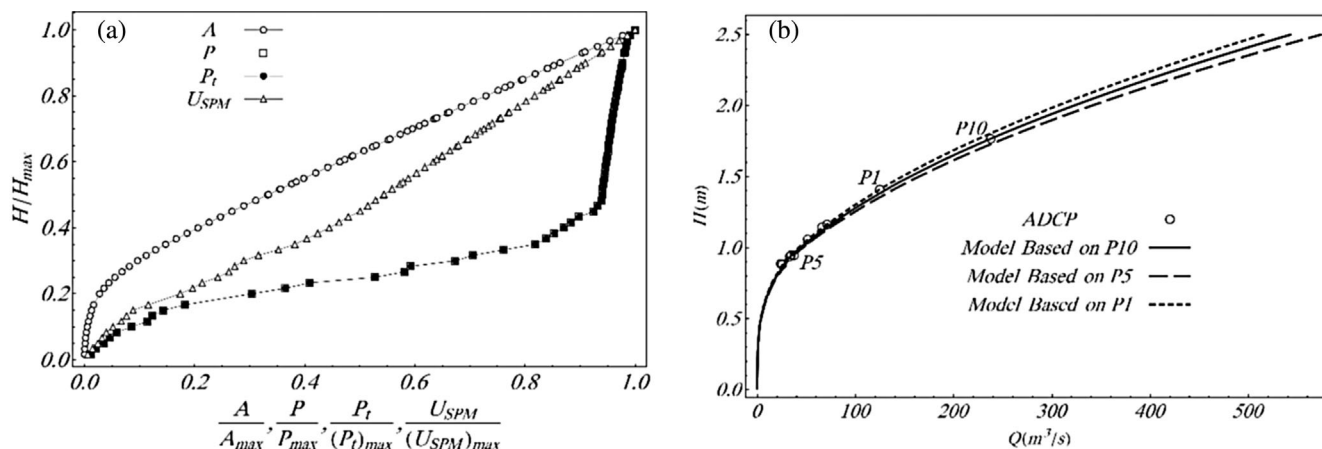 (a)
A
P
P_t
U_SPM
1.0
0.8
0.6
0.4
0.2
0.0
H/H_max
0.0 0.2 0.4 0.6 0.8 1.0
A/A_max, P/P_max, P_t/(P_t)_max, U_SPM/(U_SPM)_max
(b)
2.5
2.0
1.5
1.0
0.5
0.0
H(m)
P10
P1
P5
ADCP
Model Based on P10
Model Based on P5
Model Based on P1
0 100 200 300 400 500
Q(m³/s)